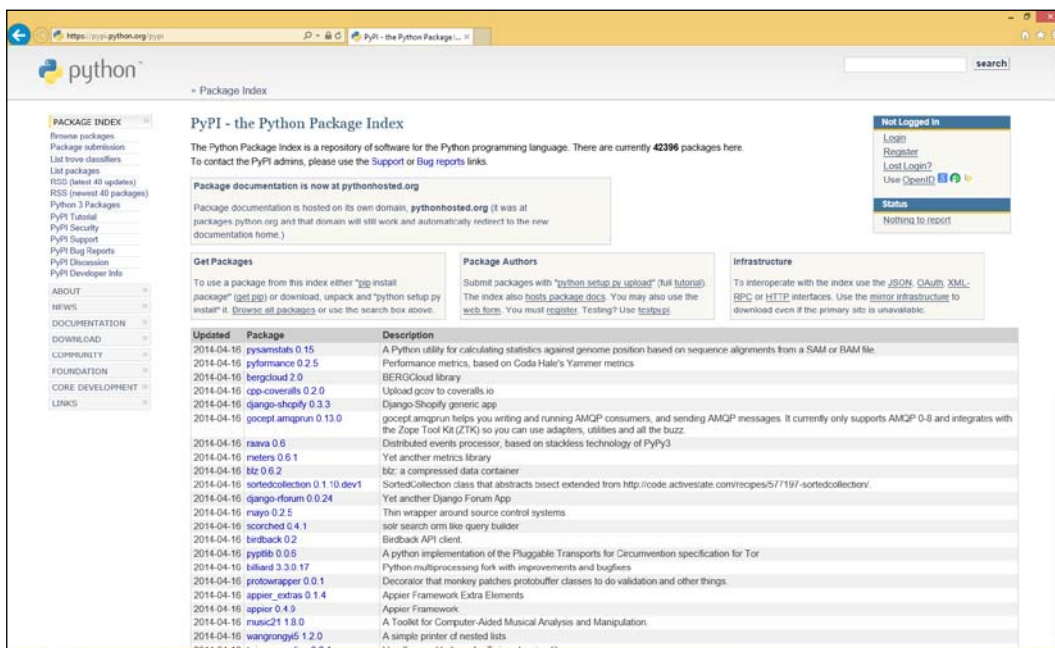 https://pypi.python.org/pypi
PyPI - the Python Package I...
python
search
» Package Index
PACKAGE INDEX
Browse packages
Package submission
List trove classifiers
List packages
RSS (latest 40 updates)
RSS (newest 40 packages)
Python 3 Packages
PyPI Tutorial
PyPI Security
PyPI Support
PyPI Bug Reports
PyPI Discussion
PyPI Developer Info
ABOUT
NEWS
DOCUMENTATION
DOWNLOAD
COMMUNITY
FOUNDATION
CORE DEVELOPMENT
LINKS
PyPI - the Python Package Index
The Python Package Index is a repository of software for the Python programming language. There are currently 42396 packages here.
To contact the PyPI admins, please use the Support or Bug reports links.
Package documentation is now at pythonhosted.org
Package documentation is hosted on its own domain, pythonhosted.org (it was at
packages.python.org and that domain will still work and automatically redirect to the new
documentation home.)
Not Logged In
Login
Register
Lost Login?
Use OpenID
Status
Nothing to report
Get Packages
To use a package from this index either "pip install
package" (get pip) or download, unpack and "python setup.py
install" it. Browse all packages or use the search box above.
Package Authors
Submit packages with "python setup.py upload" (full tutorial).
The index also hosts package docs. You may also use the
web form. You must register. Testing? Use testpypi.
Infrastructure
To interoperate with the index use the JSON, OAuth, XML-
RPC or HTTP interfaces. Use the mirror infrastructure to
download even if the primary site is unavailable.
Updated Package Description
2014-04-16 pysamstats 0.15 A Python utility for calculating statistics against genome position based on sequence alignments from a SAM or BAM file.
2014-04-16 pyformance 0.2.5 Performance metrics, based on Coda Hale's Yammer metrics
2014-04-16 bergcloud 2.0 BERGCloud library
2014-04-16 cpp-coveralls 0.2.0 Upload gcov to coveralls.io
2014-04-16 django-shopify 0.3.3 Django-Shopify generic app
2014-04-16 gocept.amqprun 0.13.0 gocept.amqprun helps you writing and running AMQP consumers, and sending AMQP messages. It currently only supports AMQP 0-8 and integrates with
the Zope Tool Kit (ZTK) so you can use adapters, utilities and all the buzz.
2014-04-16 raava 0.6 Distributed events processor, based on stackless technology of PyPy3
2014-04-16 meters 0.6.1 Yet another metrics library
2014-04-16 blz 0.6.2 blz: a compressed data container
2014-04-16 sortedcollection 0.1.10.dev1 SortedCollection class that abstracts bisect extended from http://code.activestate.com/recipes/577197-sortedcollection/.
2014-04-16 django-rforum 0.0.24 Yet another Django Forum App
2014-04-16 mayo 0.2.5 Thin wrapper around source control systems
2014-04-16 scorched 0.4.1 solr search orm like query builder
2014-04-16 birdback 0.2 Birdback API client.
2014-04-16 pyptlib 0.0.6 A python implementation of the Pluggable Transports for Circumvention specification for Tor
2014-04-16 billiard 3.3.0.17 Python multiprocessing fork with improvements and bugfixes
2014-04-16 protowrapper 0.0.1 Decorator that monkey patches protobuffer classes to do validation and other things.
2014-04-16 appier_extras 0.1.4 Appier Framework Extra Elements
2014-04-16 appier 0.4.9 Appier Framework
2014-04-16 music21 1.8.0 A Toolkit for Computer-Aided Musical Analysis and Manipulation.
2014-04-16 wangrongyi5 1.2.0 A simple printer of nested lists